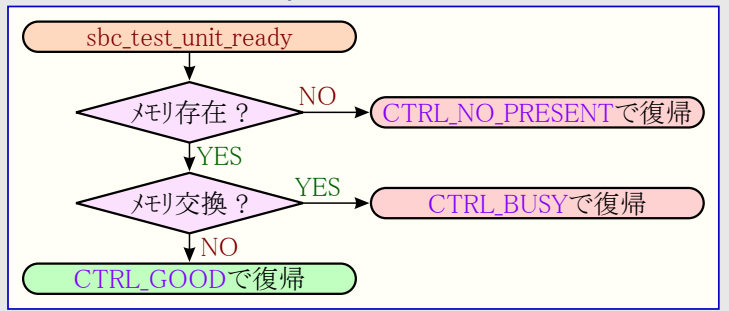 sbc_test_unit_ready
メモリ存在？
NO
CTRL_NO_PRESENTで復帰
YES
メモリ交換？
YES
CTRL_BUSYで復帰
NO
CTRL_GOODで復帰